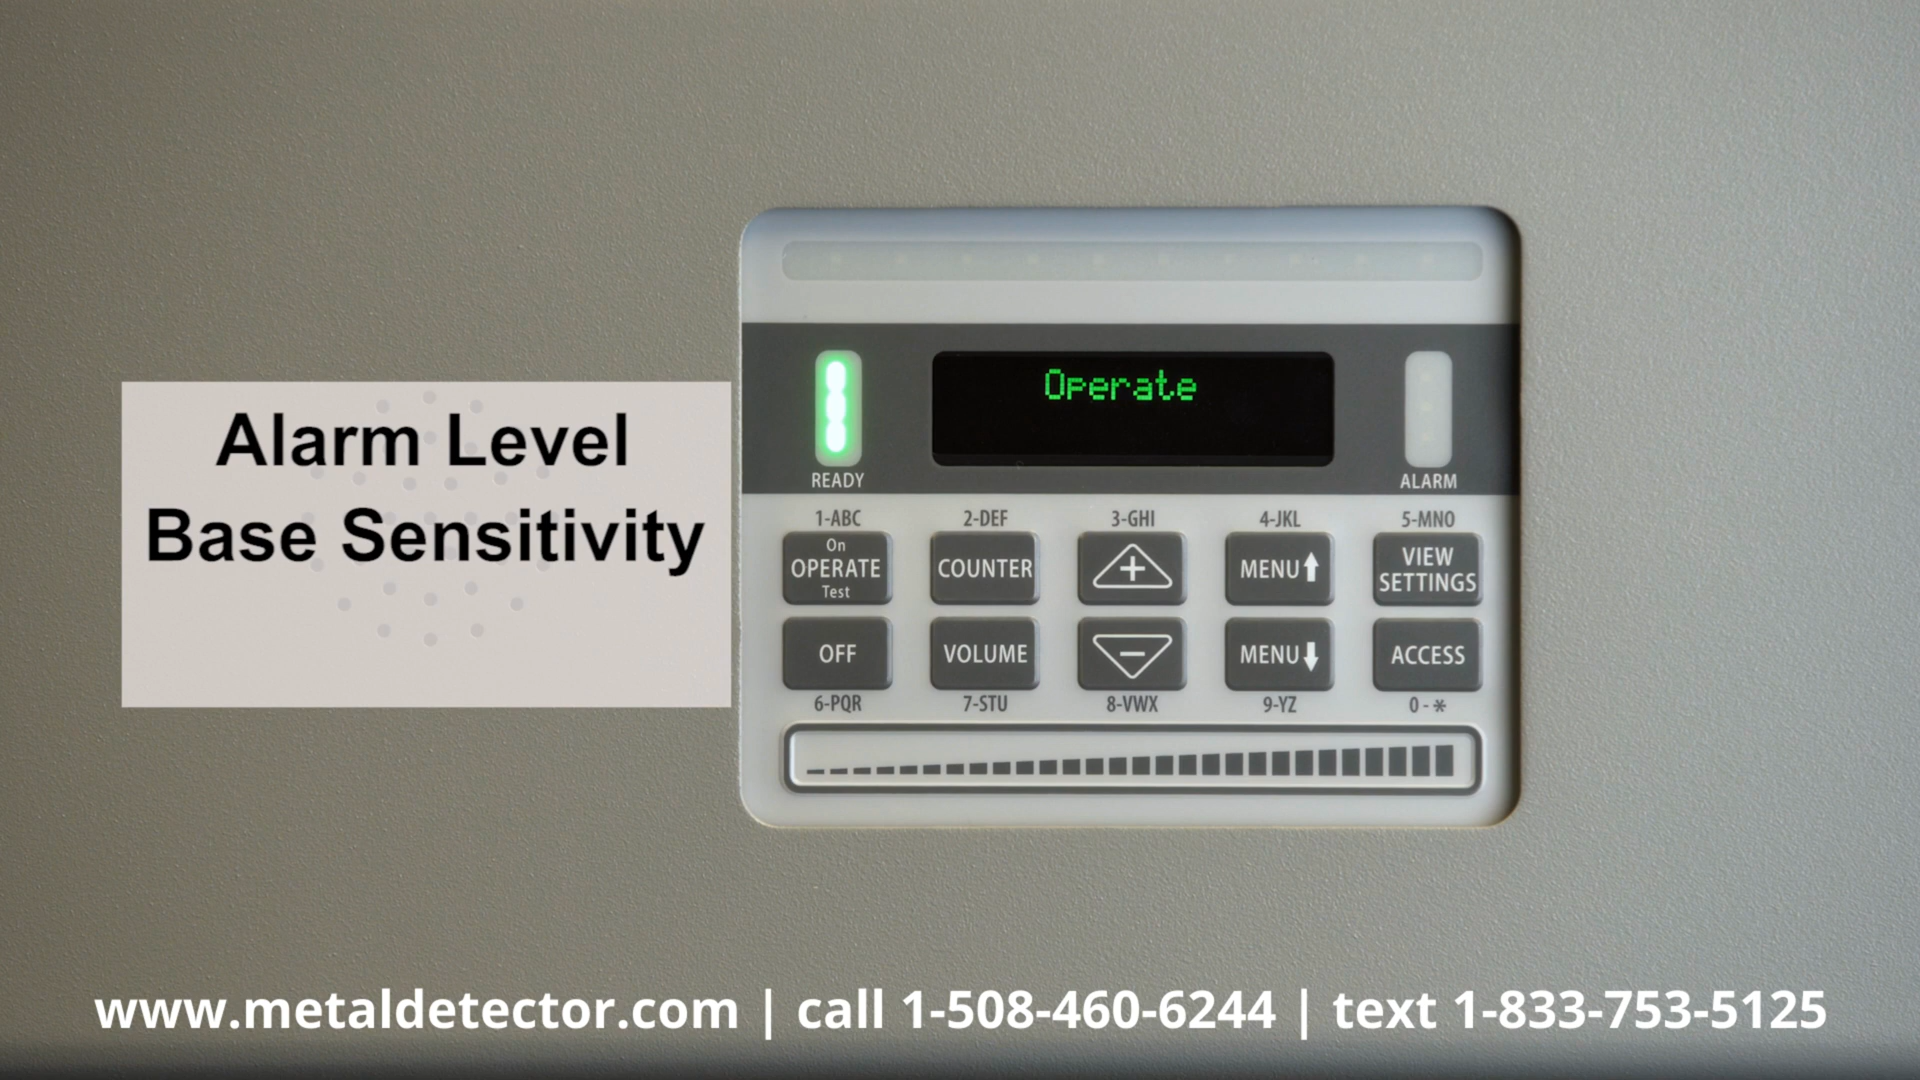 Alarm Level
Base Sensitivity
Operate
READY
ALARM
1-ABC 2-DEF 3-GHI 4-JKL 5-MNO
On
OPERATE
Test
COUNTER
+
MENU
VIEW
SETTINGS
OFF
VOLUME
−
MENU
ACCESS
6-PQR 7-STU 8-VWX 9-YZ 0-*
www.metaldetector.com | call 1-508-460-6244 | text 1-833-753-5125